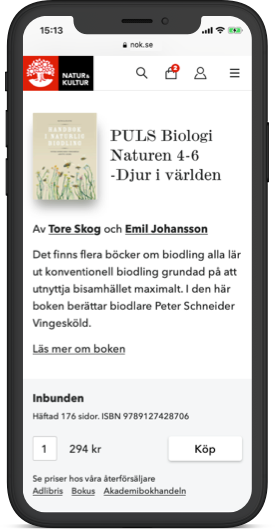 15:13
nok.se
NATUR&
KULTUR
2
HANDBOK
I NATURLIG
BIODLING
PULS Biologi
Naturen 4-6
-Djur i världen
Av Tore Skog och Emil Johansson
Det finns flera böcker om biodling alla lär
ut konventionell biodling grundad på att
utnyttja bisamhället maximalt. I den här
boken berättar biodlare Peter Schneider
Vingesköld.
Läs mer om boken
Inbunden
Häftad 176 sidor. ISBN 9789127428706
1 294 kr Köp
Se priser hos våra återförsäljare
Adlibris Bokus Akademibokhandeln